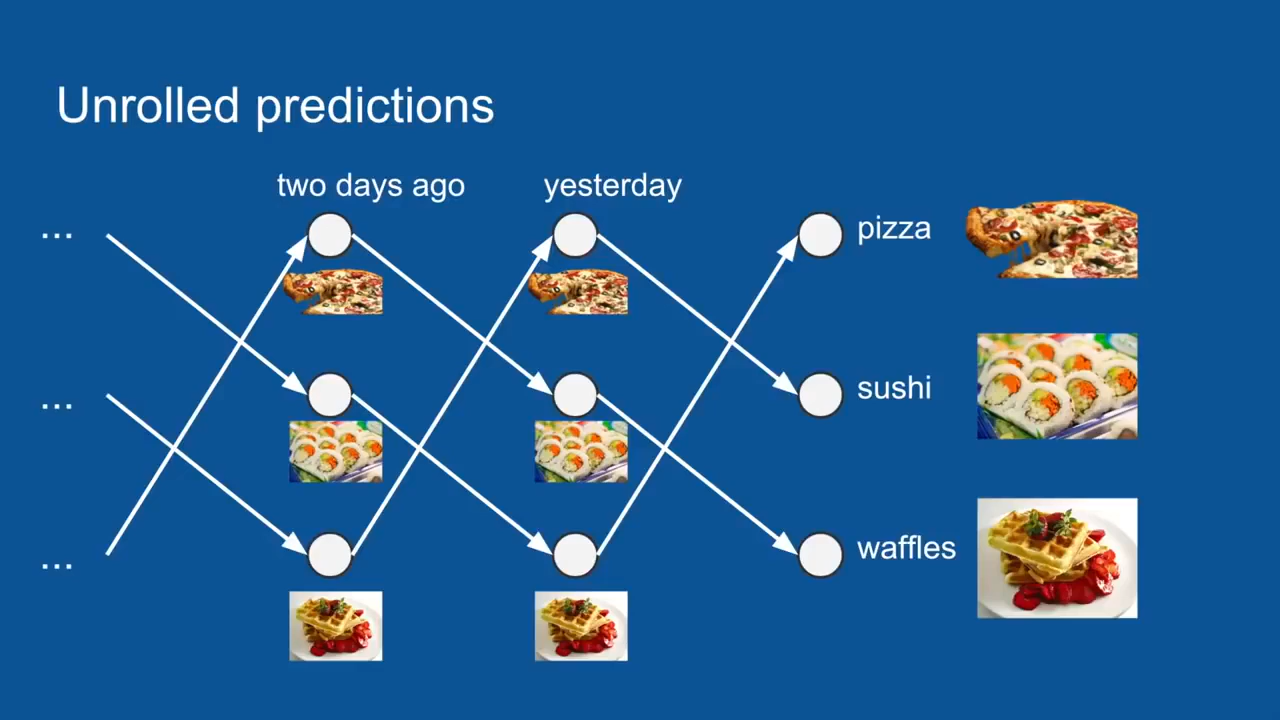 Unrolled predictions
two days ago
yesterday
... pizza
... sushi
... waffles